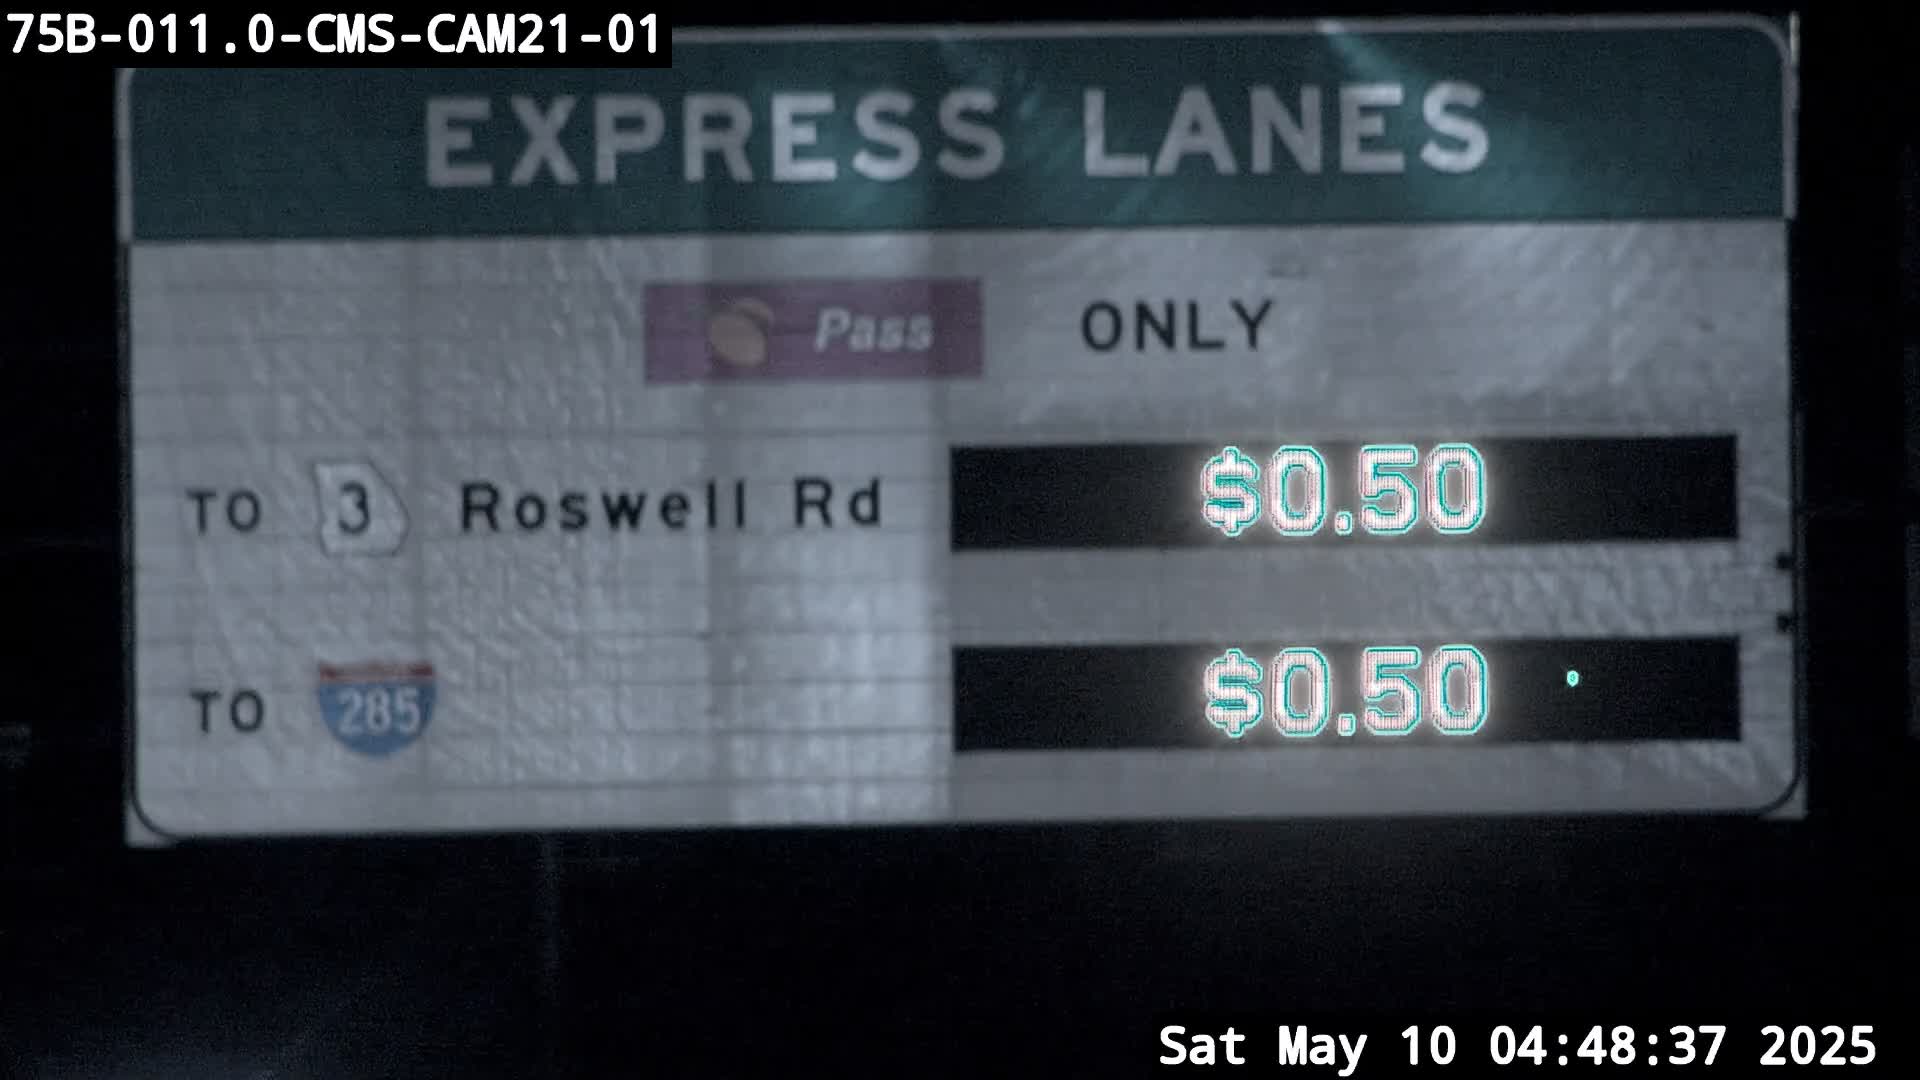 75B-011.0-CMS-CAM21-01
EXPRESS LANES
Pass ONLY
TO 3 Roswell Rd $0.50
TO 285 $0.50
Sat May 10 04:48:37 2025